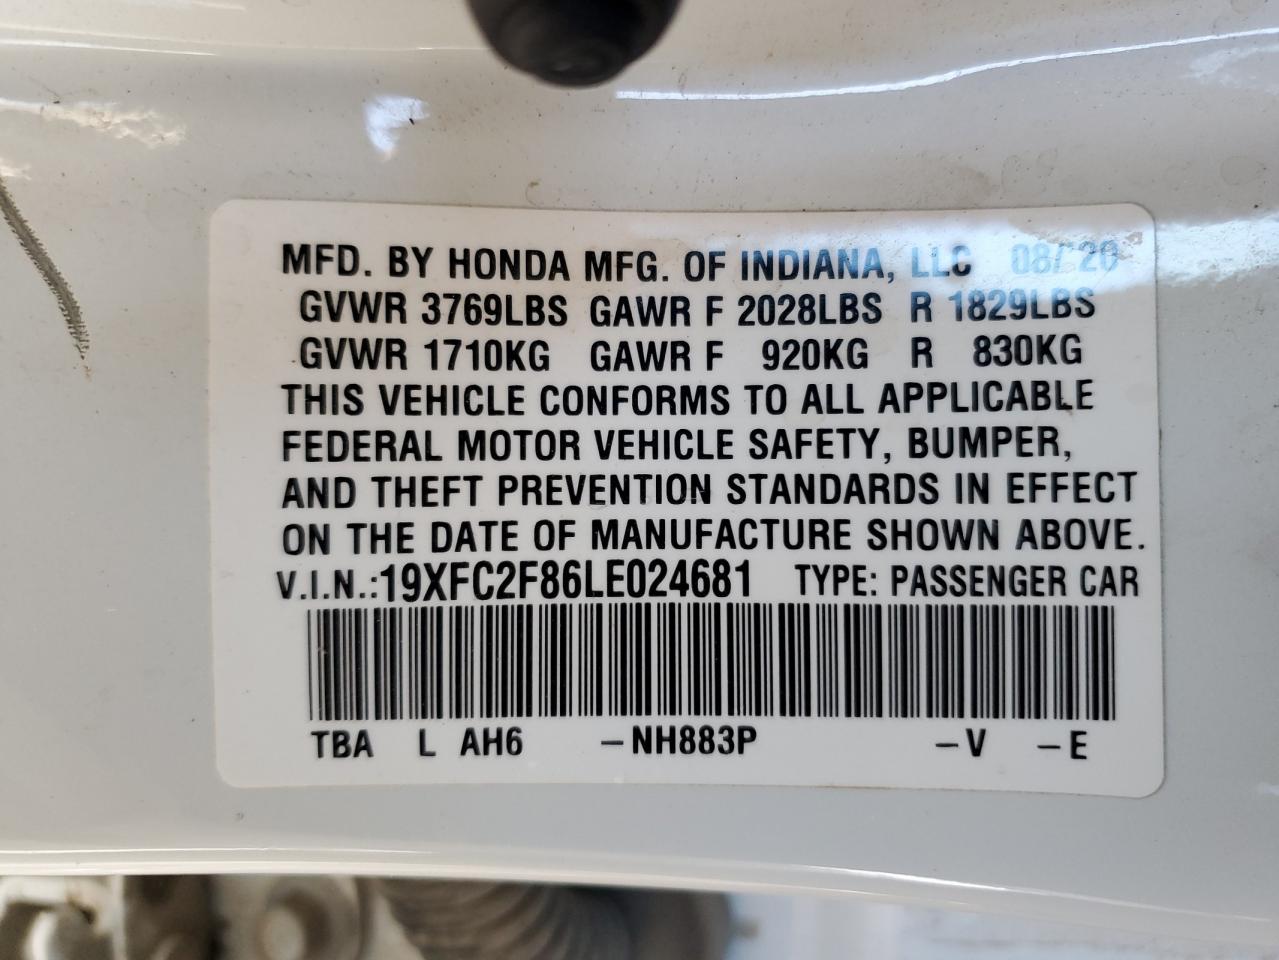 MFD. BY HONDA MFG. OF INDIANA, LLC 08/20
GVWR 3769LBS GAWR F 2028LBS R 1829LBS
GVWR 1710KG GAWR F 920KG R 830KG
THIS VEHICLE CONFORMS TO ALL APPLICABLE
FEDERAL MOTOR VEHICLE SAFETY, BUMPER,
AND THEFT PREVENTION STANDARDS IN EFFECT
ON THE DATE OF MANUFACTURE SHOWN ABOVE.
V.I.N.:19XFC2F86LE024681 TYPE: PASSENGER CAR
TBA L AH6 –NH883P –V –E